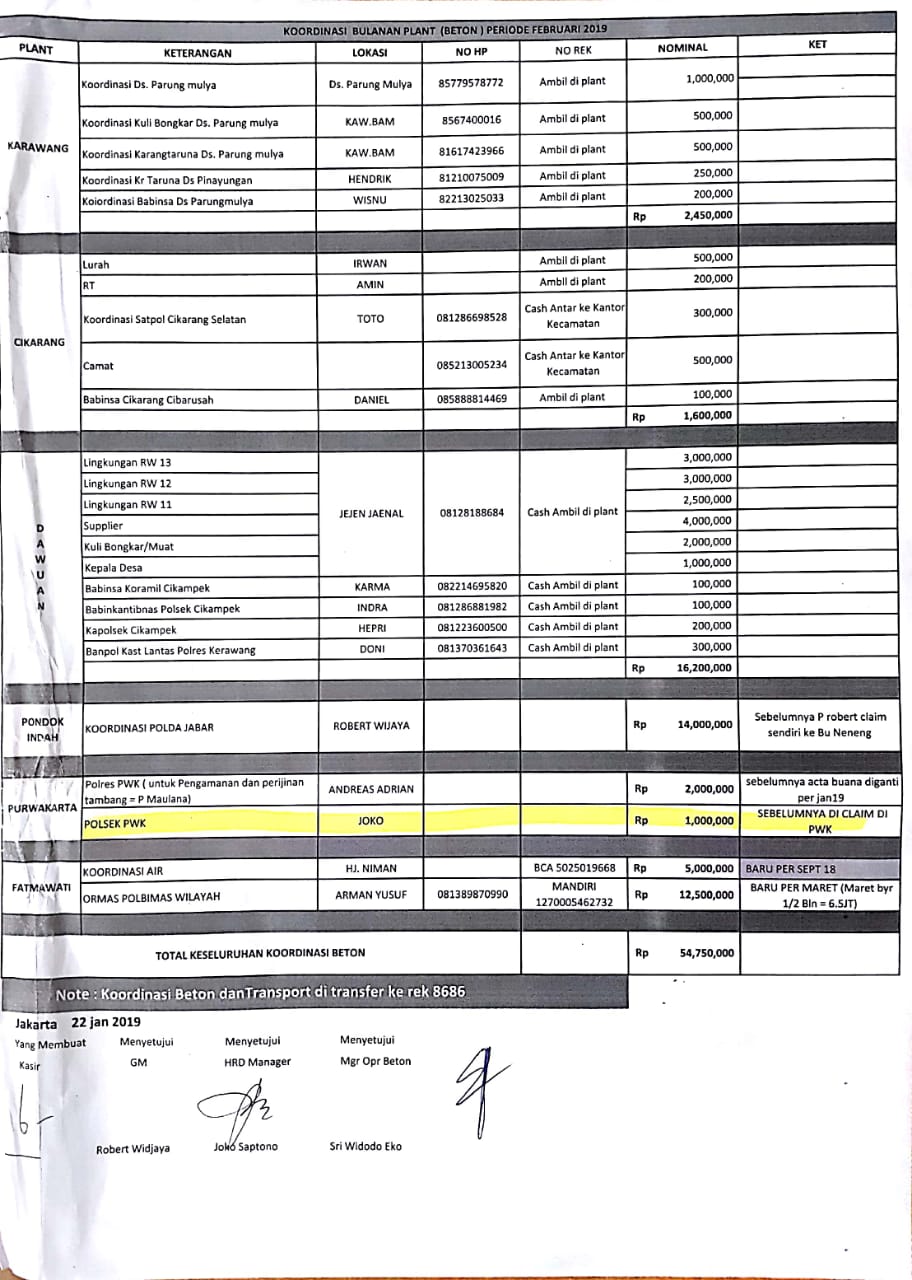 KOORDINASI BULANAN PLANT (BETON ) PERIODE FEBRUARI 2019
PLANT KETERANGAN LOKASI NO HP NO REK NOMINAL KET
KARAWANG
Koordinasi Ds. Parung mulya Ds. Parung Mulya 85779578772 Ambil di plant 1,000,000
Koordinasi Kuli Bongkar Ds. Parung mulya KAW.BAM 8567400016 Ambil di plant 500,000
Koordinasi Karangtaruna Ds. Parung mulya KAW.BAM 81617423966 Ambil di plant 500,000
Koordinasi Kr Taruna Ds Pinayungan HENDRIK 81210075009 Ambil di plant 250,000
Koiordinasi Babinsa Ds Parungmulya WISNU 82213025033 Ambil di plant 200,000
Rp 2,450,000
CIKARANG
Lurah IRWAN Ambil di plant 500,000
RT AMIN Ambil di plant 200,000
Koordinasi Satpol Cikarang Selatan TOTO 081286698528 Cash Antar ke Kantor Kecamatan 300,000
Camat 085213005234 Cash Antar ke Kantor Kecamatan 500,000
Babinsa Cikarang Cibarusah DANIEL 085888814469 Ambil di plant 100,000
Rp 1,600,000
DAWUAN
Lingkungan RW 13 3,000,000
Lingkungan RW 12 3,000,000
Lingkungan RW 11 2,500,000
JEJEN JAENAL 08128188684 Cash Ambil di plant
Supplier 4,000,000
Kuli Bongkar/Muat 2,000,000
Kepala Desa 1,000,000
Babinsa Koramil Cikampek KARMA 082214695820 Cash Ambil di plant 100,000
Babinkantibnas Polsek Cikampek INDRA 081286881982 Cash Ambil di plant 100,000
Kapolsek Cikampek HEPRI 081223600500 Cash Ambil di plant 200,000
Banpol Kast Lantas Polres Kerawang DONI 081370361643 Cash Ambil di plant 300,000
Rp 16,200,000
PONDOK INDAH
KOORDINASI POLDA JABAR ROBERT WIJAYA Rp 14,000,000 Sebelumnya P robert claim sendiri ke Bu Neneng
PURWAKARTA
Polres PWK ( untuk Pengamanan dan perijinan tambang = P Maulana) ANDREAS ADRIAN Rp 2,000,000 sebelumnya acta buana diganti per jan19
POLSEK PWK JOKO Rp 1,000,000 SEBELUMNYA DI CLAIM DI PWK
FATMAWATI
KOORDINASI AIR HJ. NIMAN BCA 5025019668 Rp 5,000,000 BARU PER SEPT 18
ORMAS POLBIMAS WILAYAH ARMAN YUSUF 081389870990 MANDIRI 1270005462732 Rp 12,500,000 BARU PER MARET (Maret byr 1/2 Bln = 6.5JT)
TOTAL KESELURUHAN KOORDINASI BETON Rp 54,750,000
Note : Koordinasi Beton danTransport di transfer ke rek 8686
Jakarta 22 jan 2019
Yang Membuat Menyetujui Menyetujui Menyetujui
Kasir GM HRD Manager Mgr Opr Beton
Robert Widjaya Joko Saptono Sri Widodo Eko